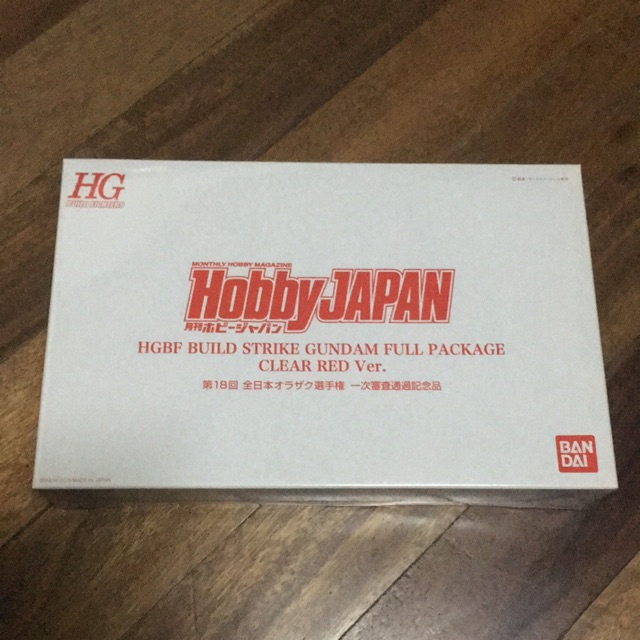 HG
BUILD FIGHTERS
MONTHLY HOBBY MAGAZINE
HobbyJAPAN
月刊ホビージャパン
HGBF BUILD STRIKE GUNDAM FULL PACKAGE
CLEAR RED Ver.
第18回 全日本オラザク選手権 一次審査通過記念品
BAN
DAI